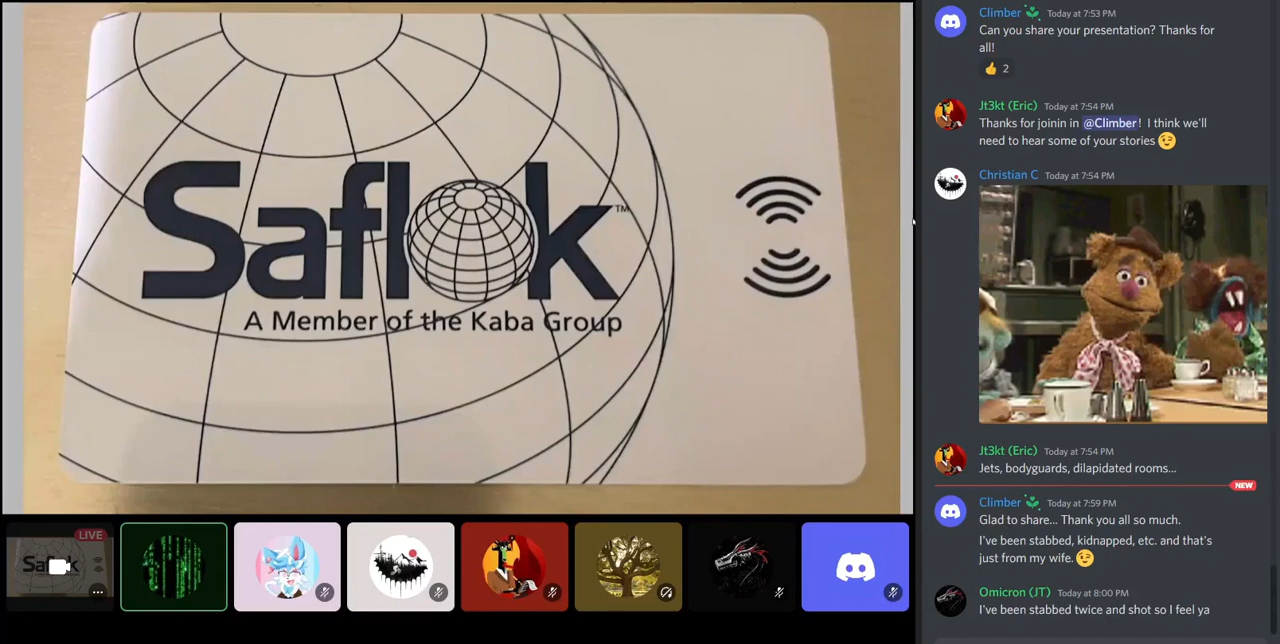 Saflok™
A Member of the Kaba Group
LIVE
Saflok
Climber Today at 7:53 PM
Can you share your presentation? Thanks for
all!
👍 2
Jt3kt (Eric) Today at 7:54 PM
Thanks for joinin in @Climber! I think we'll
need to hear some of your stories 😉
Christian C Today at 7:54 PM
Jt3kt (Eric) Today at 7:54 PM
Jets, bodyguards, dilapidated rooms...
NEW
Climber Today at 7:59 PM
Glad to share... Thank you all so much.
I've been stabbed, kidnapped, etc. and that's
just from my wife. 😉
Omicron (JT) Today at 8:00 PM
I've been stabbed twice and shot so I feel ya